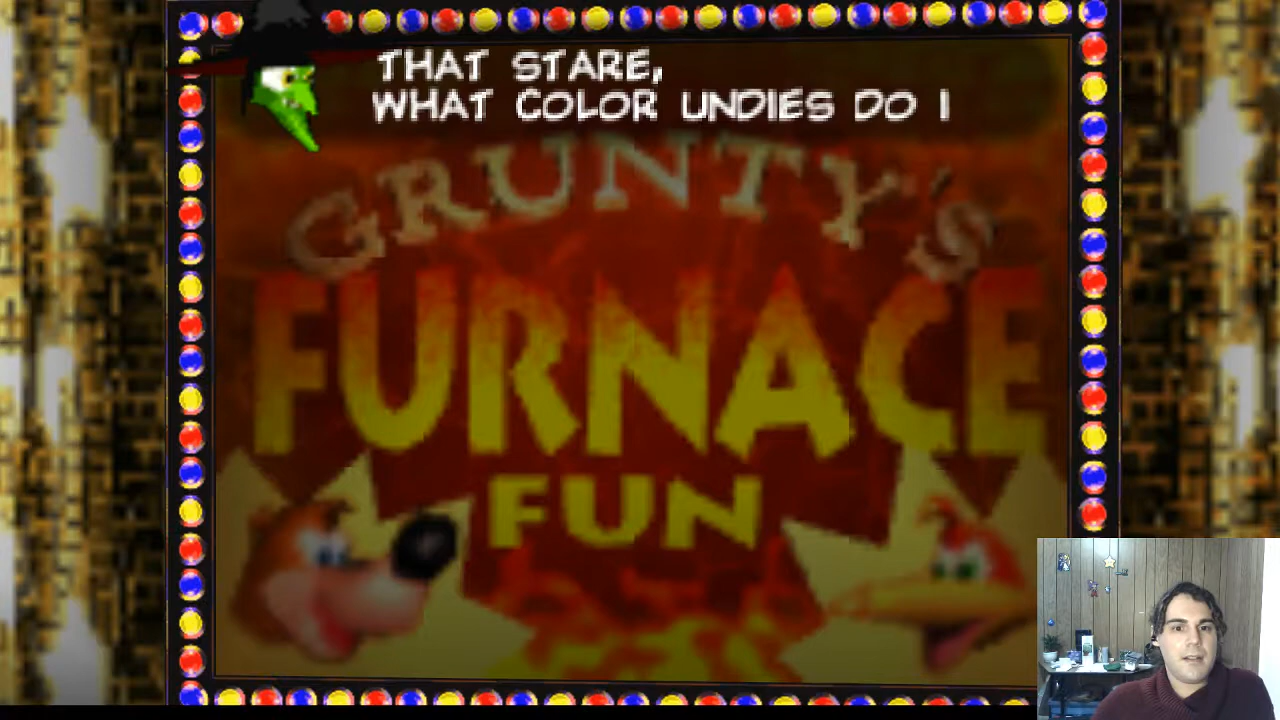 THAT STARE,
WHAT COLOR UNDIES DO I
GRUNTY'S
FURNACE
FUN